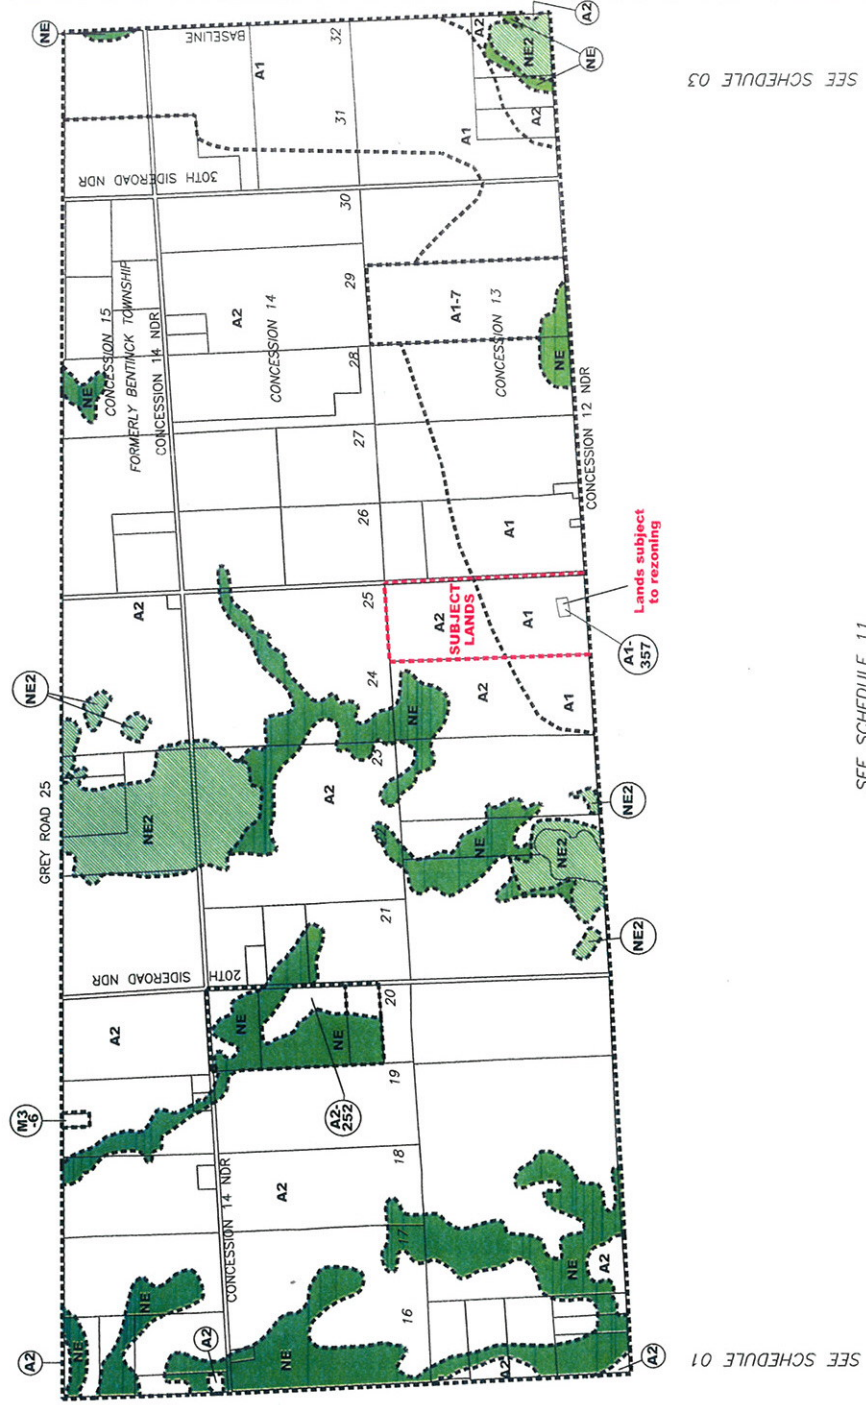 SEE SCHEDULE 03
SEE SCHEDULE 11
SEE SCHEDULE 01
NE
A2
BASELINE
32
A2
NE2
NE
A1
31
A1
A2
30TH SIDEROAD NDR
30
CONCESSION 15
FORMERLY BENTINCK TOWNSHIP
CONCESSION 14 NDR
NE
A2
29
CONCESSION 14
28
A1-7
CONCESSION 13
NE
CONCESSION 12 NDR
27
26
A1
A2
25
A2
SUBJECT
LANDS
A1
Lands subject
to rezoning
A1-
357
24
A2
A1
NE
NE2
GREY ROAD 25
NE2
A2
23
22
NE
NE2
NE2
NE2
21
20TH
SIDEROAD NDR
A2
NE
NE
20
A2-
252
19
M3
-6
18
A2
CONCESSION 14 NDR
17
NE
A2
16
NE
NE
A2
A2
NE
A2
A2